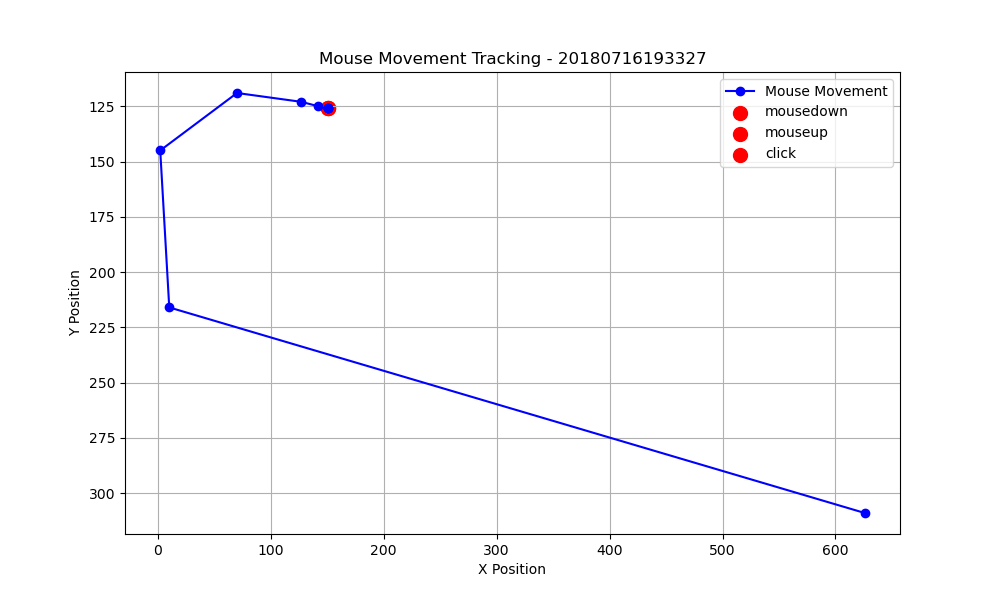 Mouse Movement Tracking - 20180716193327
Mouse Movement
mousedown
mouseup
click
Y Position
125
150
175
200
225
250
275
300
0 100 200 300 400 500 600
X Position